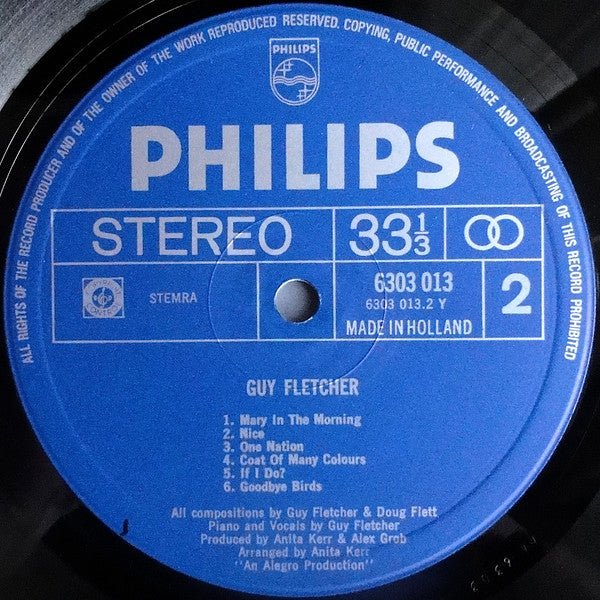 ALL RIGHTS OF THE RECORD PRODUCER AND OF THE OWNER OF THE WORK REPRODUCED RESERVED. COPYING, PUBLIC PERFORMANCE AND BROADCASTING OF THIS RECORD PROHIBITED
PHILIPS
PHILIPS
STEREO
33⅓
STEMRA
6303 013
6303 013.2 Y
MADE IN HOLLAND
2
GUY FLETCHER
1. Mary In The Morning
2. Nice
3. One Nation
4. Coat Of Many Colours
5. If I Do?
6. Goodbye Birds
All compositions by Guy Fletcher & Doug Flett
Piano and Vocals by Guy Fletcher
Produced by Anita Kerr & Alex Grob
Arranged by Anita Kerr
"An Alegro Production"